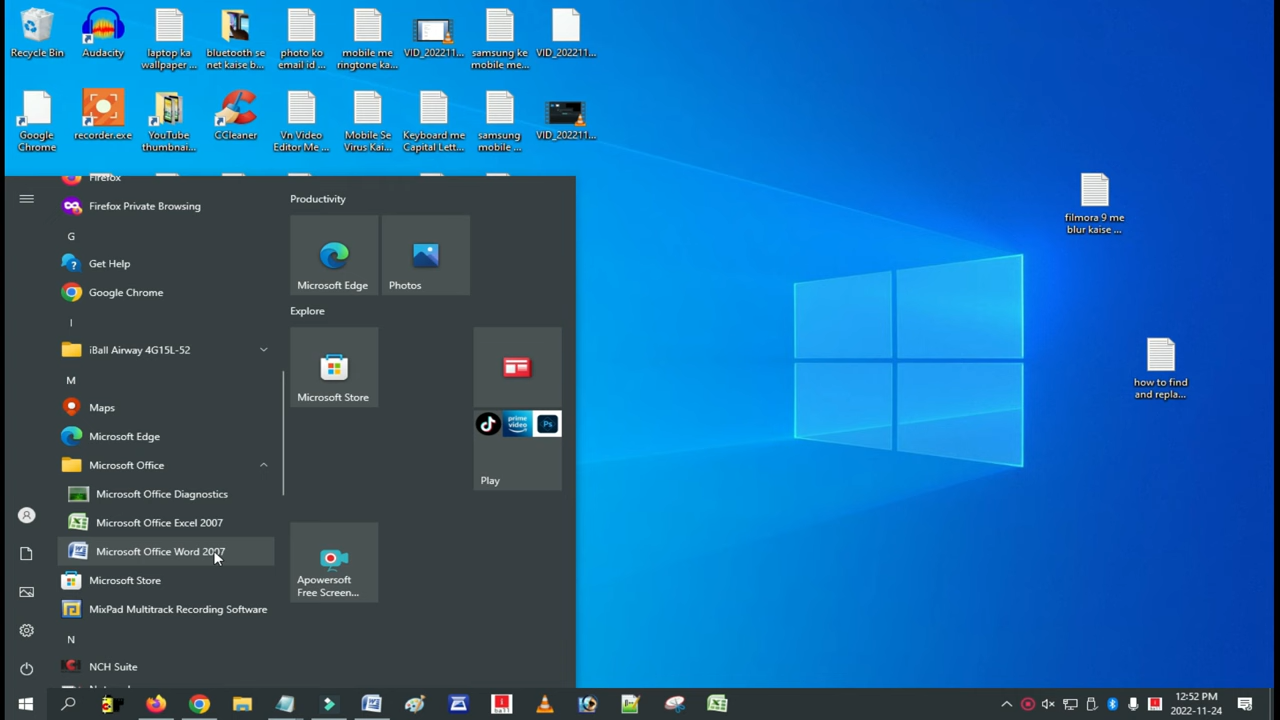 Recycle Bin
Audacity
laptop ka
wallpaper ...
bluetooth se
net kaise b...
photo ko
email id ...
mobile me
ringtone ka...
VID_202211...
samsung ke
mobile me...
VID_202211...
Google
Chrome
recorder.exe
YouTube
thumbnai...
CCleaner
Vn Video
Editor Me ...
Mobile Se
Virus Kai...
Keyboard me
Capital Lett...
samsung
mobile ...
VID_202211...
filmora 9 me
blur kaise ...
how to find
and repla...
Firefox
Firefox Private Browsing
G
Get Help
Google Chrome
I
iBall Airway 4G15L-52
M
Maps
Microsoft Edge
Microsoft Office
Microsoft Office Diagnostics
Microsoft Office Excel 2007
Microsoft Office Word 2007
Microsoft Store
MixPad Multitrack Recording Software
N
NCH Suite
Productivity
Microsoft Edge
Photos
Explore
Microsoft Store
prime
video
Ps
Play
Apowersoft
Free Screen...
ball
12:52 PM
2022-11-24